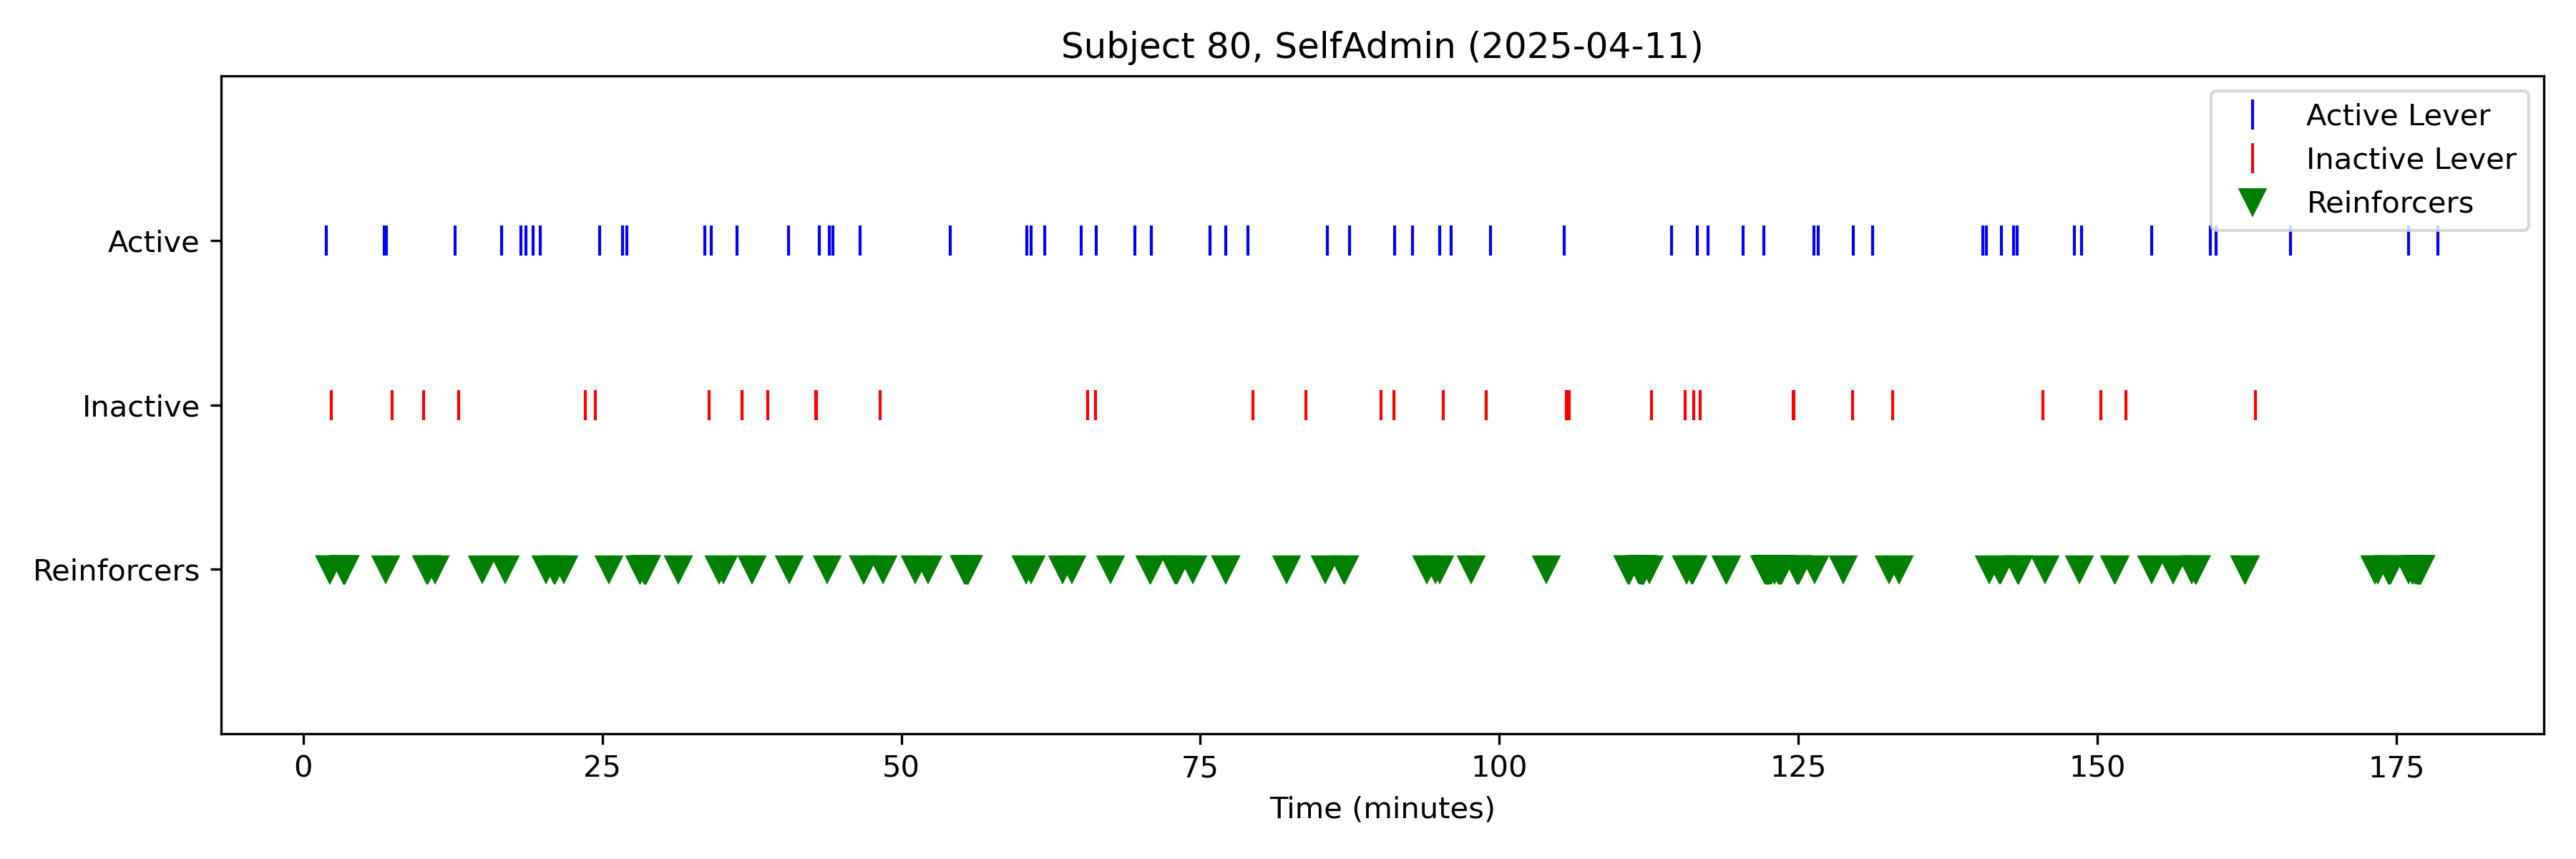 Subject 80, SelfAdmin (2025-04-11)
Active Lever
Inactive Lever
Reinforcers
Active
Inactive
Reinforcers
0 25 50 75 100 125 150 175
Time (minutes)